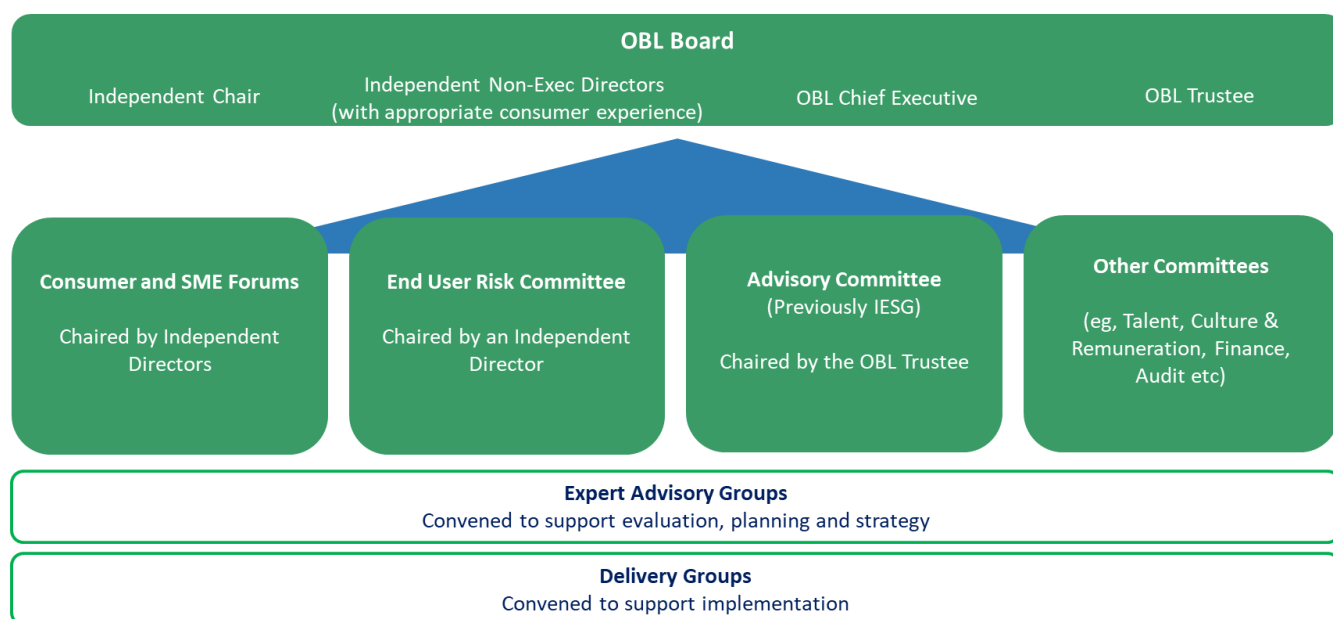 OBL Board
Independent Chair
Independent Non-Exec Directors
(with appropriate consumer experience)
OBL Chief Executive
OBL Trustee
Consumer and SME Forums
Chaired by Independent
Directors
End User Risk Committee
Chaired by an Independent
Director
Advisory Committee
(Previously IESG)
Chaired by the OBL Trustee
Other Committees
(eg, Talent, Culture &
Remuneration, Finance,
Audit etc)
Expert Advisory Groups
Convened to support evaluation, planning and strategy
Delivery Groups
Convened to support implementation